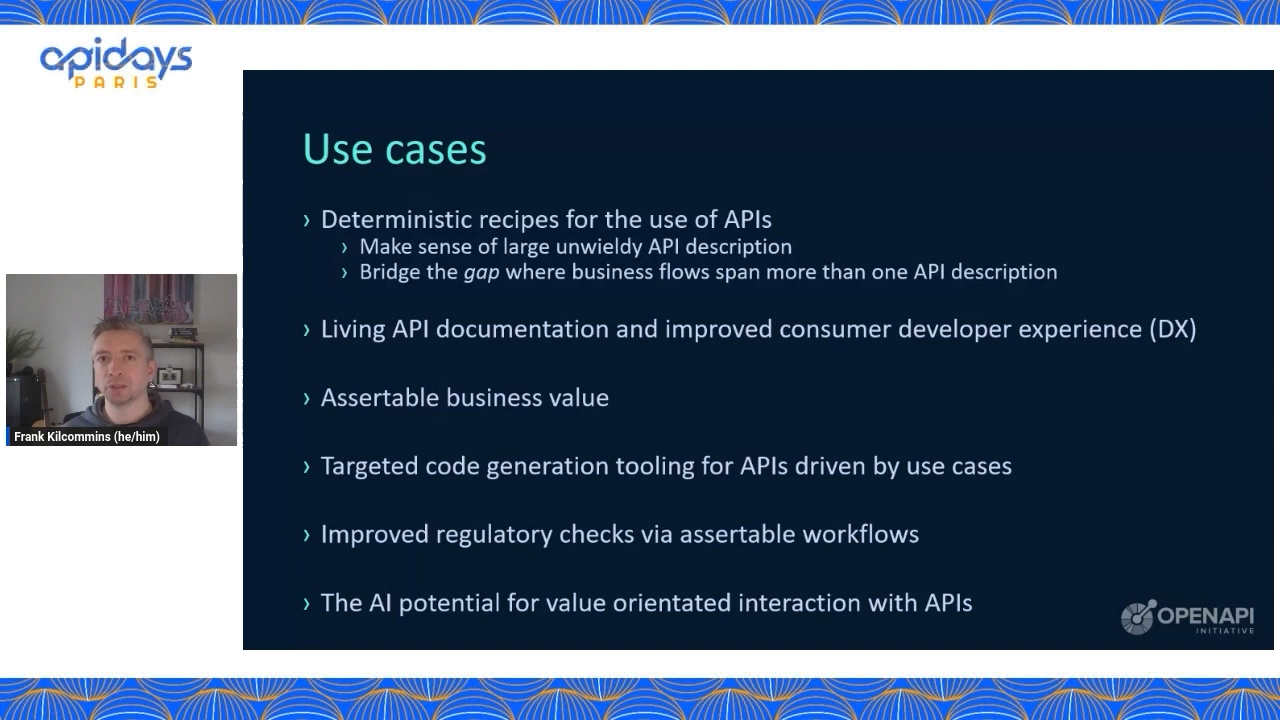 apidays
PARIS
Use cases
› Deterministic recipes for the use of APIs
› Make sense of large unwieldy API description
› Bridge the gap where business flows span more than one API description
› Living API documentation and improved consumer developer experience (DX)
› Assertable business value
› Targeted code generation tooling for APIs driven by use cases
› Improved regulatory checks via assertable workflows
› The AI potential for value orientated interaction with APIs
Frank Kilcommins (he/him)
OPENAPI
INITIATIVE